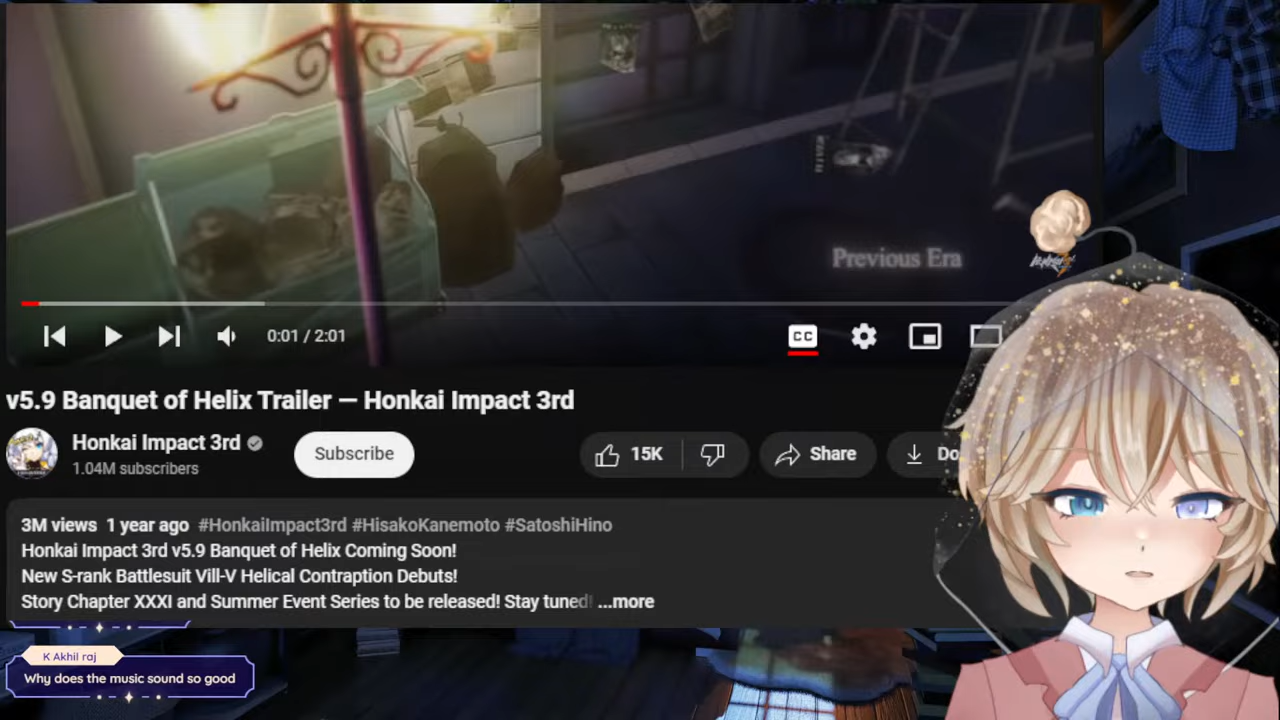 Previous Era
0:01 / 2:01
CC
v5.9 Banquet of Helix Trailer — Honkai Impact 3rd
Honkai Impact 3rd
1.04M subscribers
Subscribe
15K
Share
Do
3M views 1 year ago #HonkaiImpact3rd #HisakoKanemoto #SatoshiHino
Honkai Impact 3rd v5.9 Banquet of Helix Coming Soon!
New S-rank Battlesuit Vill-V Helical Contraption Debuts!
Story Chapter XXXI and Summer Event Series to be released! Stay tuned! ...more
K Akhil raj
Why does the music sound so good